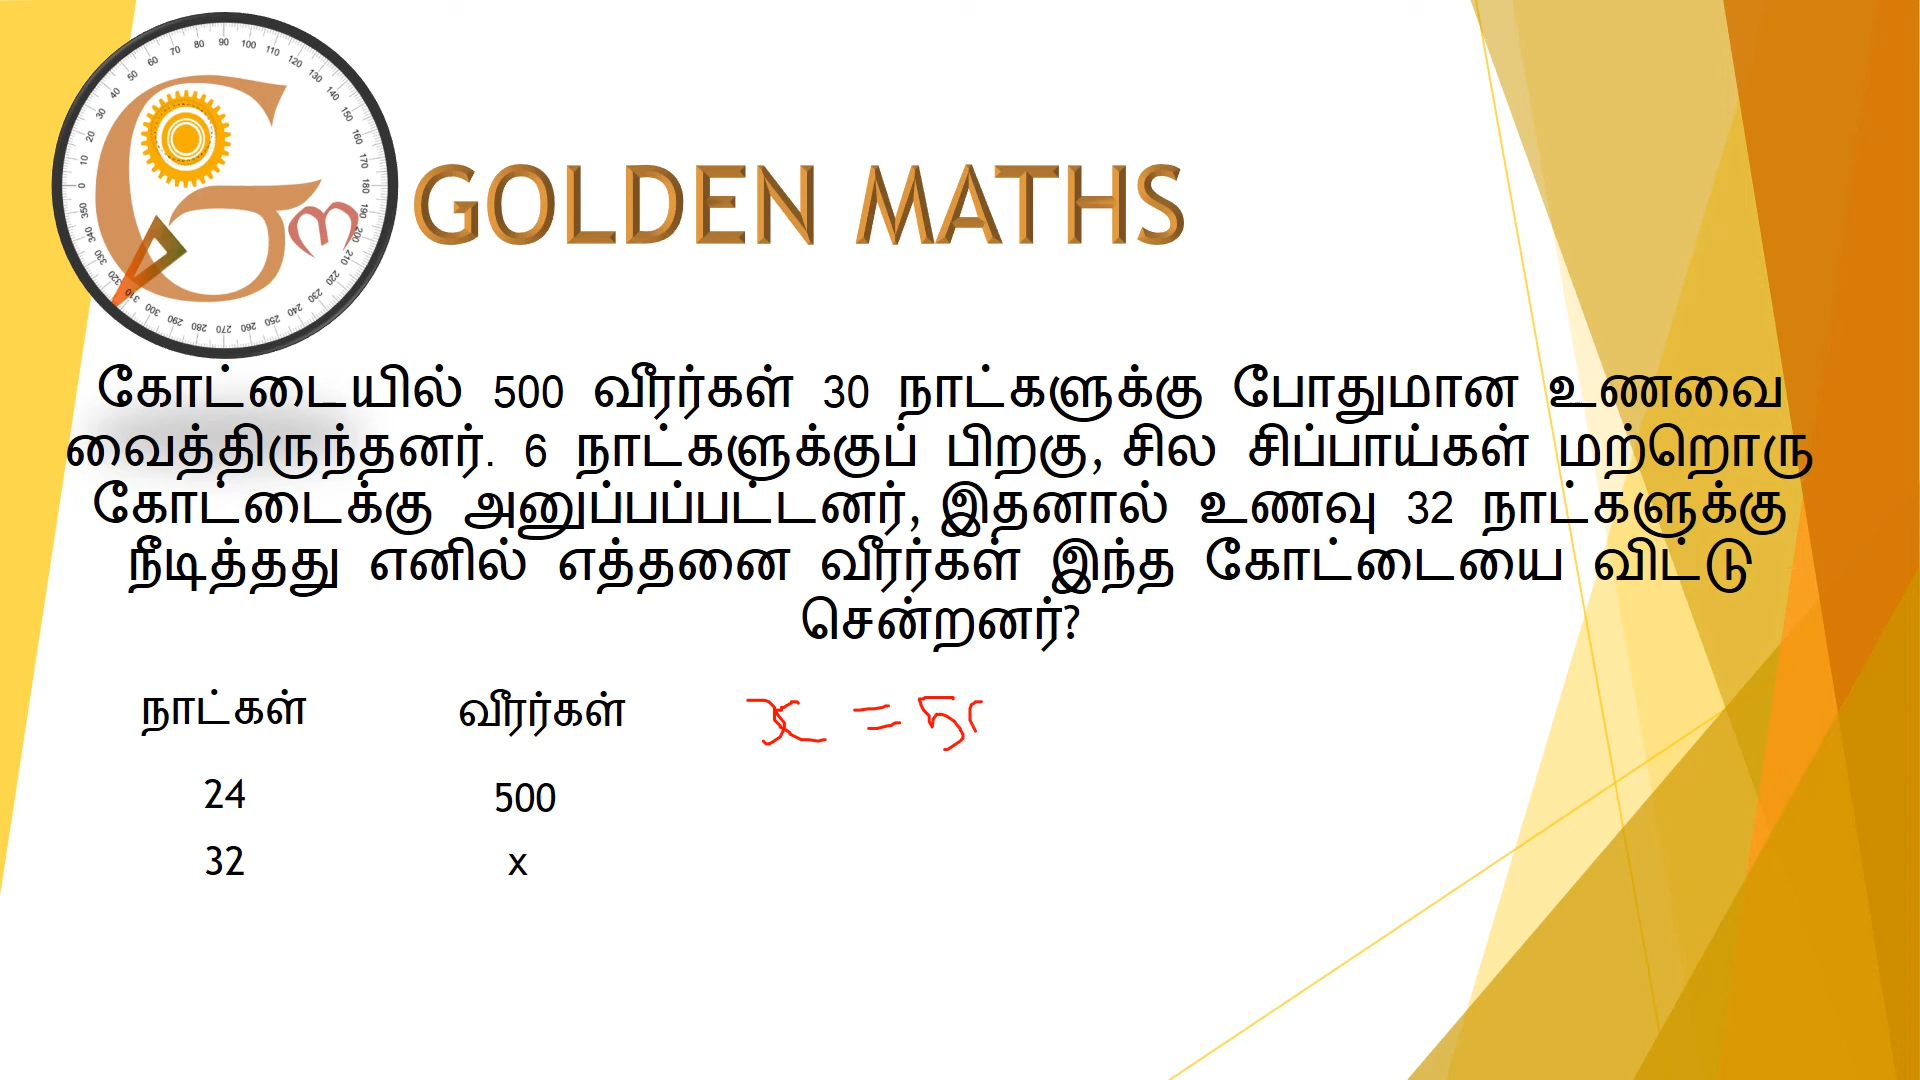 GOLDEN MATHS
கோட்டையில் 500 வீரர்கள் 30 நாட்களுக்கு போதுமான உணவை
வைத்திருந்தனர். 6 நாட்களுக்குப் பிறகு, சில சிப்பாய்கள் மற்றொரு
கோட்டைக்கு அனுப்பப்பட்டனர், இதனால் உணவு 32 நாட்களுக்கு
நீடித்தது எனில் எத்தனை வீரர்கள் இந்த கோட்டையை விட்டு
சென்றனர்?
நாட்கள் வீரர்கள் x = 5
24 500
32 x